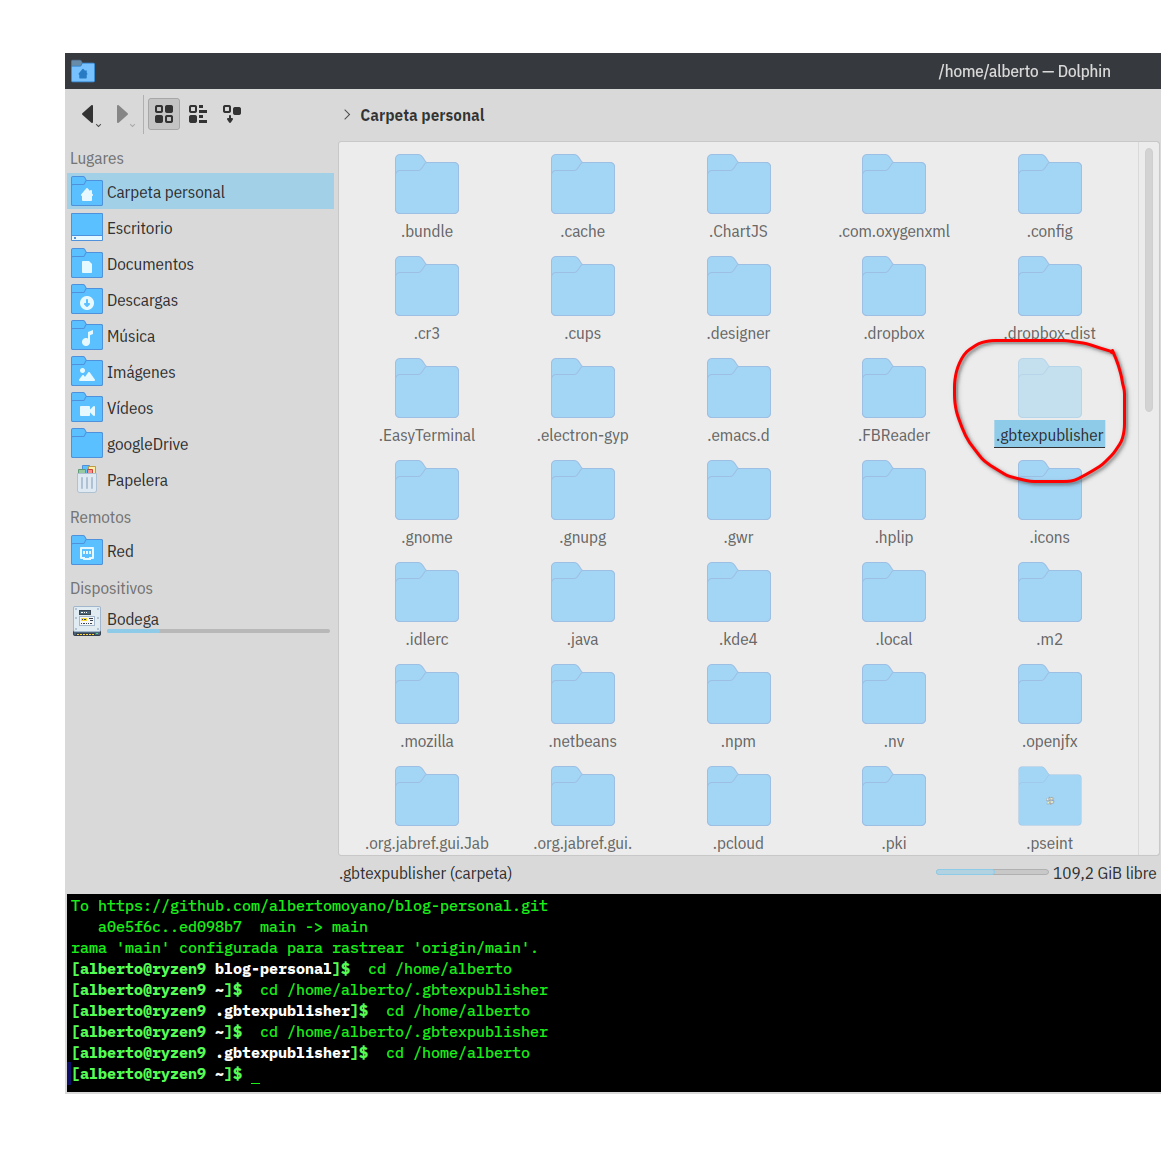 /home/alberto — Dolphin
Carpeta personal
Lugares
Carpeta personal
Escritorio
Documentos
Descargas
Música
Imágenes
Vídeos
googleDrive
Papelera
Remotos
Red
Dispositivos
Bodega
.bundle .cache .ChartJS .com.oxygenxml .config
.cr3 .cups .designer .dropbox .dropbox-dist
.EasyTerminal .electron-gyp .emacs.d .FBReader .gbtexpublisher
.gnome .gnupg .gwr .hplip .icons
.idlerc .java .kde4 .local .m2
.mozilla .netbeans .npm .nv .openjfx
.org.jabref.gui.Jab .org.jabref.gui. .pcloud .pki .pseint
.gbtexpublisher (carpeta) 109,2 GiB libre
To https://github.com/albertomoyano/blog-personal.git
a0e5f6c..ed098b7 main -> main
rama 'main' configurada para rastrear 'origin/main'.
[alberto@ryzen9 blog-personal]$ cd /home/alberto
[alberto@ryzen9 ~]$ cd /home/alberto/.gbtexpublisher
[alberto@ryzen9 .gbtexpublisher]$ cd /home/alberto
[alberto@ryzen9 ~]$ cd /home/alberto/.gbtexpublisher
[alberto@ryzen9 .gbtexpublisher]$ cd /home/alberto
[alberto@ryzen9 ~]$ _